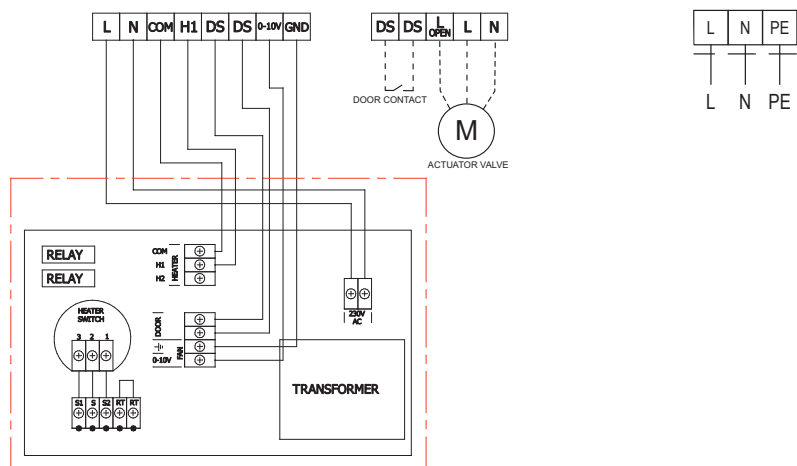 L N COM H1 DS DS 0-10V GND
DS DS L OPEN L N
L N PE
DOOR CONTACT
M
ACTUATOR VALVE
L N PE
RELAY
RELAY
COM
H1
H2
HEATER
HEATER
SWITCH
3 2 1
DOOR
FAN
0-10V
230V
AC
TRANSFORMER
S1 S S2 RT RT